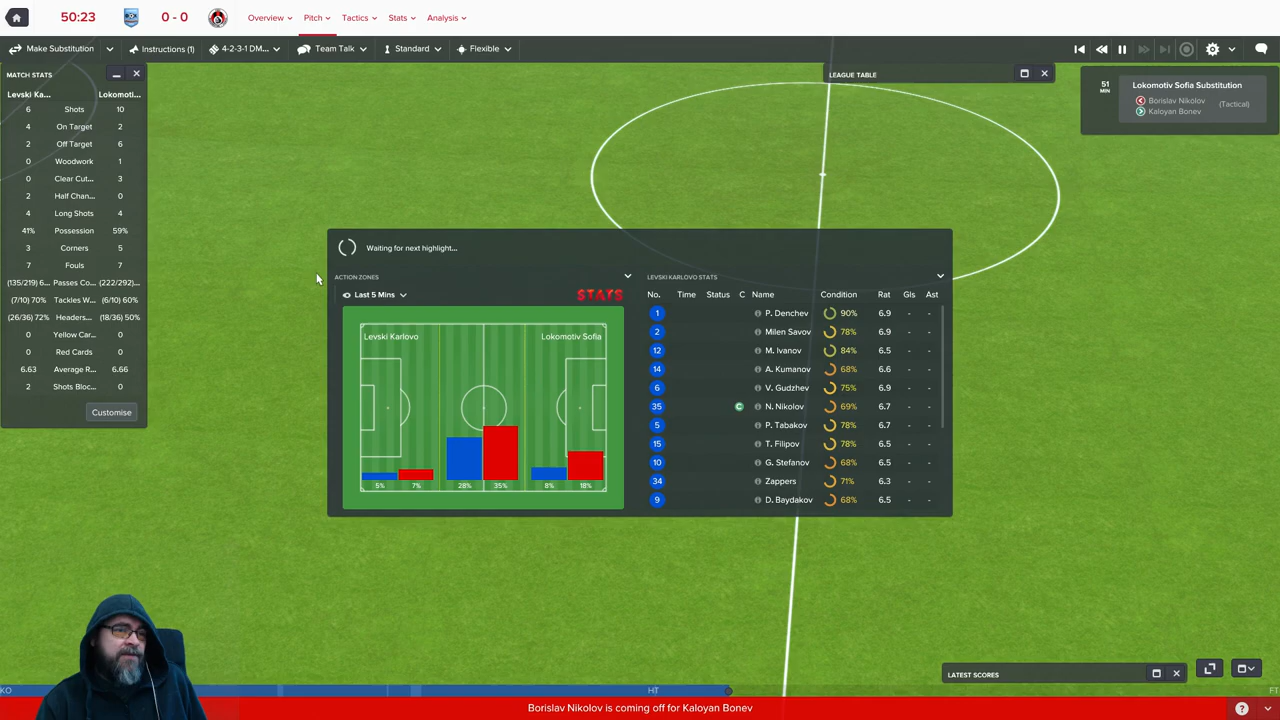 50:23 0 - 0 Overview Pitch Tactics Stats Analysis
Make Substitution Instructions (1) 4-2-3-1 DM... Team Talk Standard Flexible
MATCH STATS
Levski Ka... Lokomoti...
6 Shots 10
4 On Target 2
2 Off Target 6
0 Woodwork 1
0 Clear Cut... 3
2 Half Chan... 0
4 Long Shots 4
41% Possession 59%
3 Corners 5
7 Fouls 7
(135/219) 6... Passes Co... (222/292)...
(7/10) 70% Tackles W... (6/10) 60%
(26/36) 72% Headers... (18/36) 50%
0 Yellow Car... 0
0 Red Cards 0
6.63 Average R... 6.66
2 Shots Bloc... 0
Customise
LEAGUE TABLE
51 MIN
Lokomotiv Sofia Substitution
Borislav Nikolov
Kaloyan Bonev
(Tactical)
Waiting for next highlight...
ACTION ZONES
Last 5 Mins
STATS
Levski Karlovo Lokomotiv Sofia
5% 7% 28% 35% 8% 18%
LEVSKI KARLOVO STATS
No. Time Status C Name Condition Rat Gls Ast
1 P. Denchev 90% 6.9 - -
2 Milen Savov 78% 6.9 - -
12 M. Ivanov 84% 6.5 - -
14 A. Kumanov 68% 6.6 - -
6 V. Gudzhev 75% 6.9 - -
35 C N. Nikolov 69% 6.7 - -
5 P. Tabakov 78% 6.7 - -
15 T. Filipov 78% 6.5 - -
10 G. Stefanov 68% 6.5 - -
34 Zappers 71% 6.3 - -
9 D. Baydakov 68% 6.5 - -
LATEST SCORES
KO HT FT
Borislav Nikolov is coming off for Kaloyan Bonev